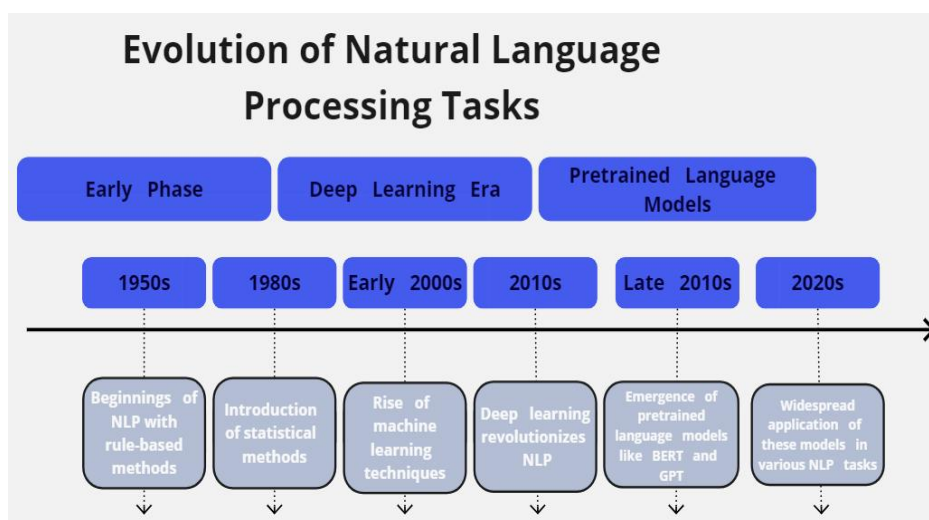 Evolution of Natural Language
Processing Tasks
Early Phase
Deep Learning Era
Pretrained Language
Models
1950s
1980s
Early 2000s
2010s
Late 2010s
2020s
Beginnings of
NLP with
rule-based
methods
Introduction
of statistical
methods
Rise of
machine
learning
techniques
Deep learning
revolutionizes
NLP
Emergence of
pretrained
language models
like BERT and
GPT
Widespread
application of
these models in
various NLP tasks